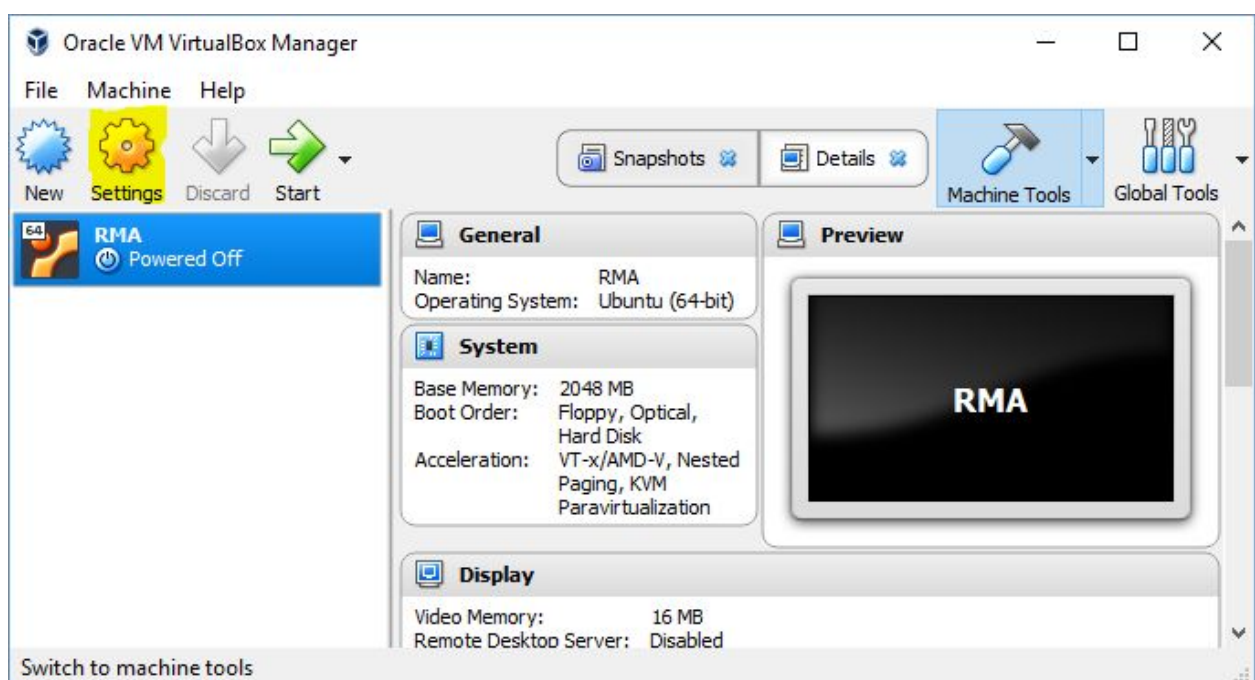 Oracle VM VirtualBox Manager
File Machine Help
New Settings Discard Start
Snapshots Details
Machine Tools Global Tools
64
RMA
Powered Off
General
Name: RMA
Operating System: Ubuntu (64-bit)
System
Base Memory: 2048 MB
Boot Order: Floppy, Optical,
Hard Disk
Acceleration: VT-x/AMD-V, Nested
Paging, KVM
Paravirtualization
Preview
RMA
Display
Video Memory: 16 MB
Remote Desktop Server: Disabled
Switch to machine tools